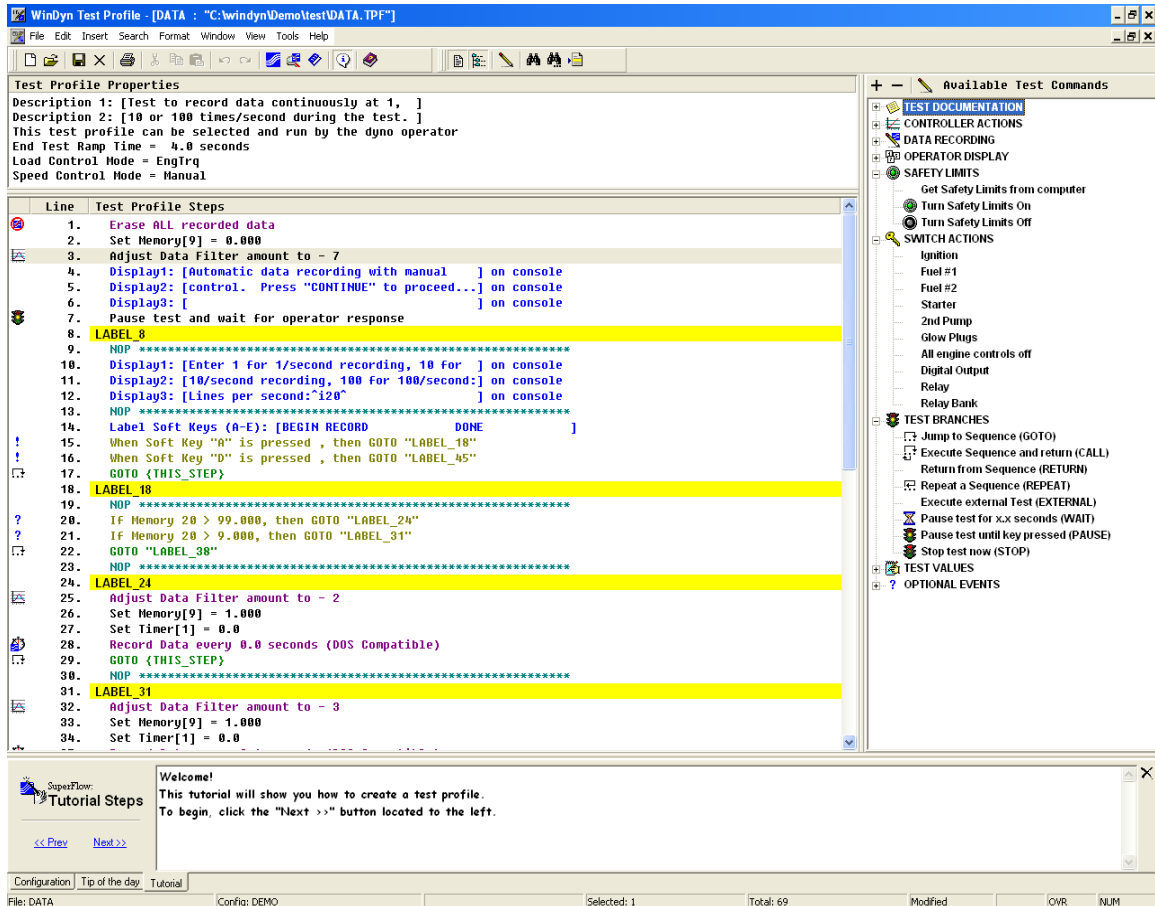 WinDyn Test Profile - [DATA : "C:\windyn\Demo\test\DATA.TPF"]
File Edit Insert Search Format Window View Tools Help
Test Profile Properties
Description 1: [Test to record data continuously at 1, ]
Description 2: [10 or 100 times/second during the test. ]
This test profile can be selected and run by the dyno operator
End Test Ramp Time = 4.0 seconds
Load Control Mode = EngTrq
Speed Control Mode = Manual
Line Test Profile Steps
1. Erase ALL recorded data
2. Set Memory[9] = 0.000
3. Adjust Data Filter amount to - 7
4. Display1: [Automatic data recording with manual ] on console
5. Display2: [control. Press "CONTINUE" to proceed...] on console
6. Display3: [ ] on console
7. Pause test and wait for operator response
8. LABEL_8
9. NOP ************************************************************
10. Display1: [Enter 1 for 1/second recording, 10 for ] on console
11. Display2: [10/second recording, 100 for 100/second:] on console
12. Display3: [Lines per second:^i20^ ] on console
13. NOP ************************************************************
14. Label Soft Keys (A-E): [BEGIN RECORD DONE ]
15. When Soft Key "A" is pressed , then GOTO "LABEL_18"
16. When Soft Key "D" is pressed , then GOTO "LABEL_45"
17. GOTO {THIS_STEP}
18. LABEL_18
19. NOP ************************************************************
20. If Memory 20 > 99.000, then GOTO "LABEL_24"
21. If Memory 20 > 9.000, then GOTO "LABEL_31"
22. GOTO "LABEL_38"
23. NOP ************************************************************
24. LABEL_24
25. Adjust Data Filter amount to - 2
26. Set Memory[9] = 1.000
27. Set Timer[1] = 0.0
28. Record Data every 0.0 seconds (DOS Compatible)
29. GOTO {THIS_STEP}
30. NOP ************************************************************
31. LABEL_31
32. Adjust Data Filter amount to - 3
33. Set Memory[9] = 1.000
34. Set Timer[1] = 0.0
Available Test Commands
TEST DOCUMENTATION
CONTROLLER ACTIONS
DATA RECORDING
OPERATOR DISPLAY
SAFETY LIMITS
Get Safety Limits from computer
Turn Safety Limits On
Turn Safety Limits Off
SWITCH ACTIONS
Ignition
Fuel #1
Fuel #2
Starter
2nd Pump
Glow Plugs
All engine controls off
Digital Output
Relay
Relay Bank
TEST BRANCHES
Jump to Sequence (GOTO)
Execute Sequence and return (CALL)
Return from Sequence (RETURN)
Repeat a Sequence (REPEAT)
Execute external Test (EXTERNAL)
Pause test for x.x seconds (WAIT)
Pause test until key pressed (PAUSE)
Stop test now (STOP)
TEST VALUES
OPTIONAL EVENTS
SuperFlow:
Tutorial Steps
<< Prev Next >>
Welcome!
This tutorial will show you how to create a test profile.
To begin, click the "Next >>" button located to the left.
Configuration Tip of the day Tutorial
File: DATA Config: DEMO Selected: 1 Total: 69 Modified OVR NUM